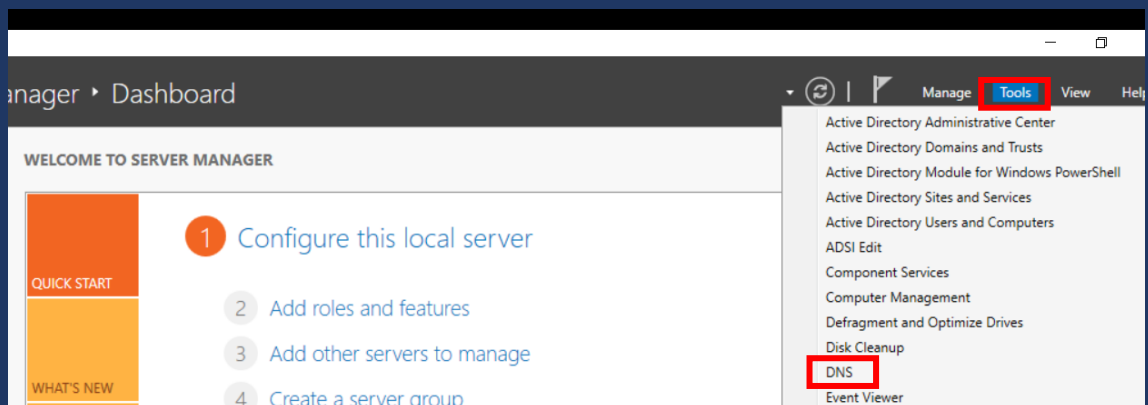 anager ‣ Dashboard
Manage Tools View Help
WELCOME TO SERVER MANAGER
QUICK START
WHAT'S NEW
1 Configure this local server
2 Add roles and features
3 Add other servers to manage
4 Create a server group
Active Directory Administrative Center
Active Directory Domains and Trusts
Active Directory Module for Windows PowerShell
Active Directory Sites and Services
Active Directory Users and Computers
ADSI Edit
Component Services
Computer Management
Defragment and Optimize Drives
Disk Cleanup
DNS
Event Viewer